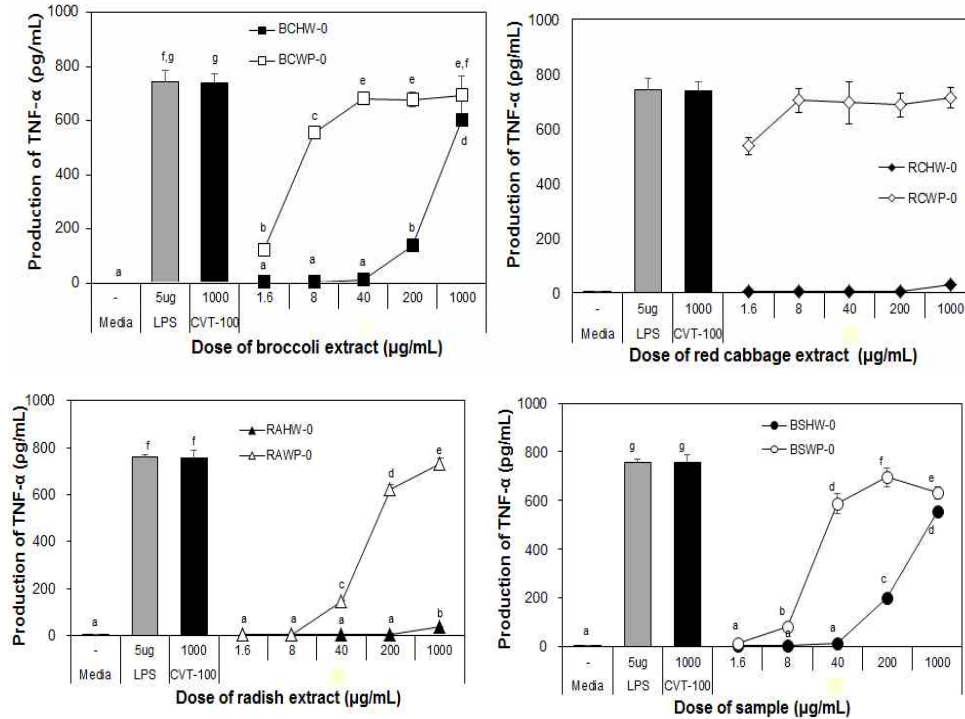 1000
800
600
400
200
0
Production of TNF-α (ρg/mL)
BCHW-0
BCWP-0
f,g
g
a
b
a
c
a
e
a
e
b
e,f
d
- 5ug 1000 1.6 8 40 200 1000
Media LPS CVT-100
Dose of broccoli extract (µg/mL)
1000
800
600
400
200
0
Production of TNF-α (ρg/mL)
RCHW-0
RCWP-0
- 5ug 1000 1.6 8 40 200 1000
Media LPS CVT-100
Dose of red cabbage extract (µg/mL)
1000
800
600
400
200
0
Production of TNF-α (ρg/mL)
RAHW-0
RAWP-0
f
f
a
a
a
c
a
d
a
e
b
- 5ug 1000 1.6 8 40 200 1000
Media LPS CVT-100
Dose of radish extract (µg/mL)
1000
800
600
400
200
0
Production of TNF-α (ρg/mL)
BSHW-0
BSWP-0
g
g
a
a
b
a
d
a
f
c
e
d
- 5ug 1000 1.6 8 40 200 1000
Media LPS CVT-100
Dose of sample (µg/mL)